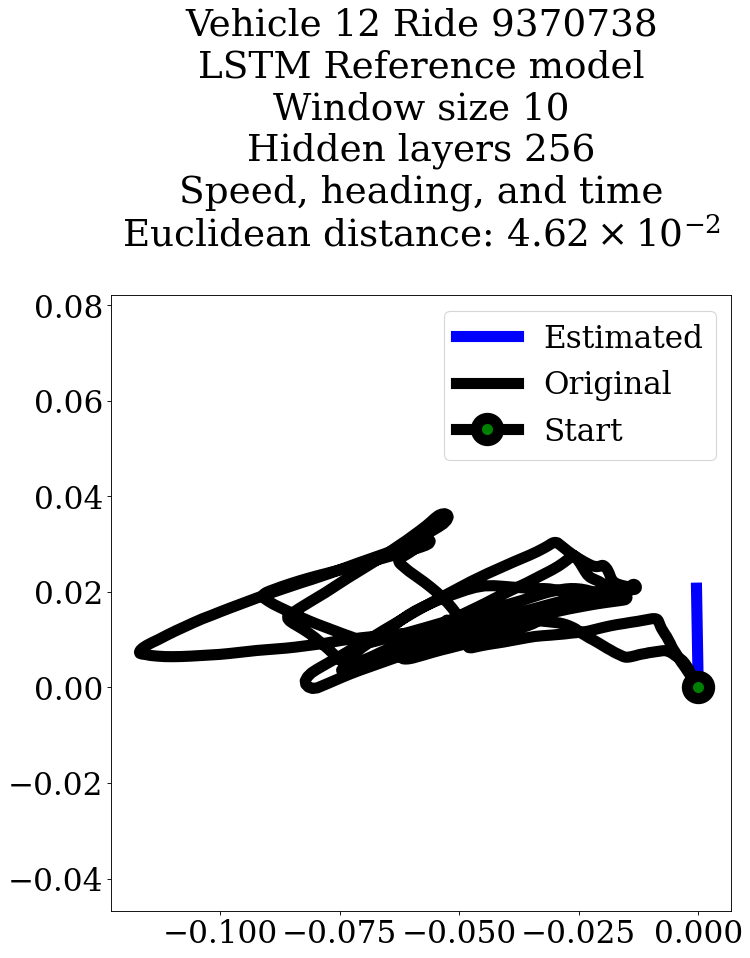 Vehicle 12 Ride 9370738
LSTM Reference model
Window size 10
Hidden layers 256
Speed, heading, and time
Euclidean distance: 4.62 × 10⁻²
0.08
0.06
0.04
0.02
0.00
−0.02
−0.04
Estimated
Original
Start
−0.100 −0.075 −0.050 −0.025 0.000